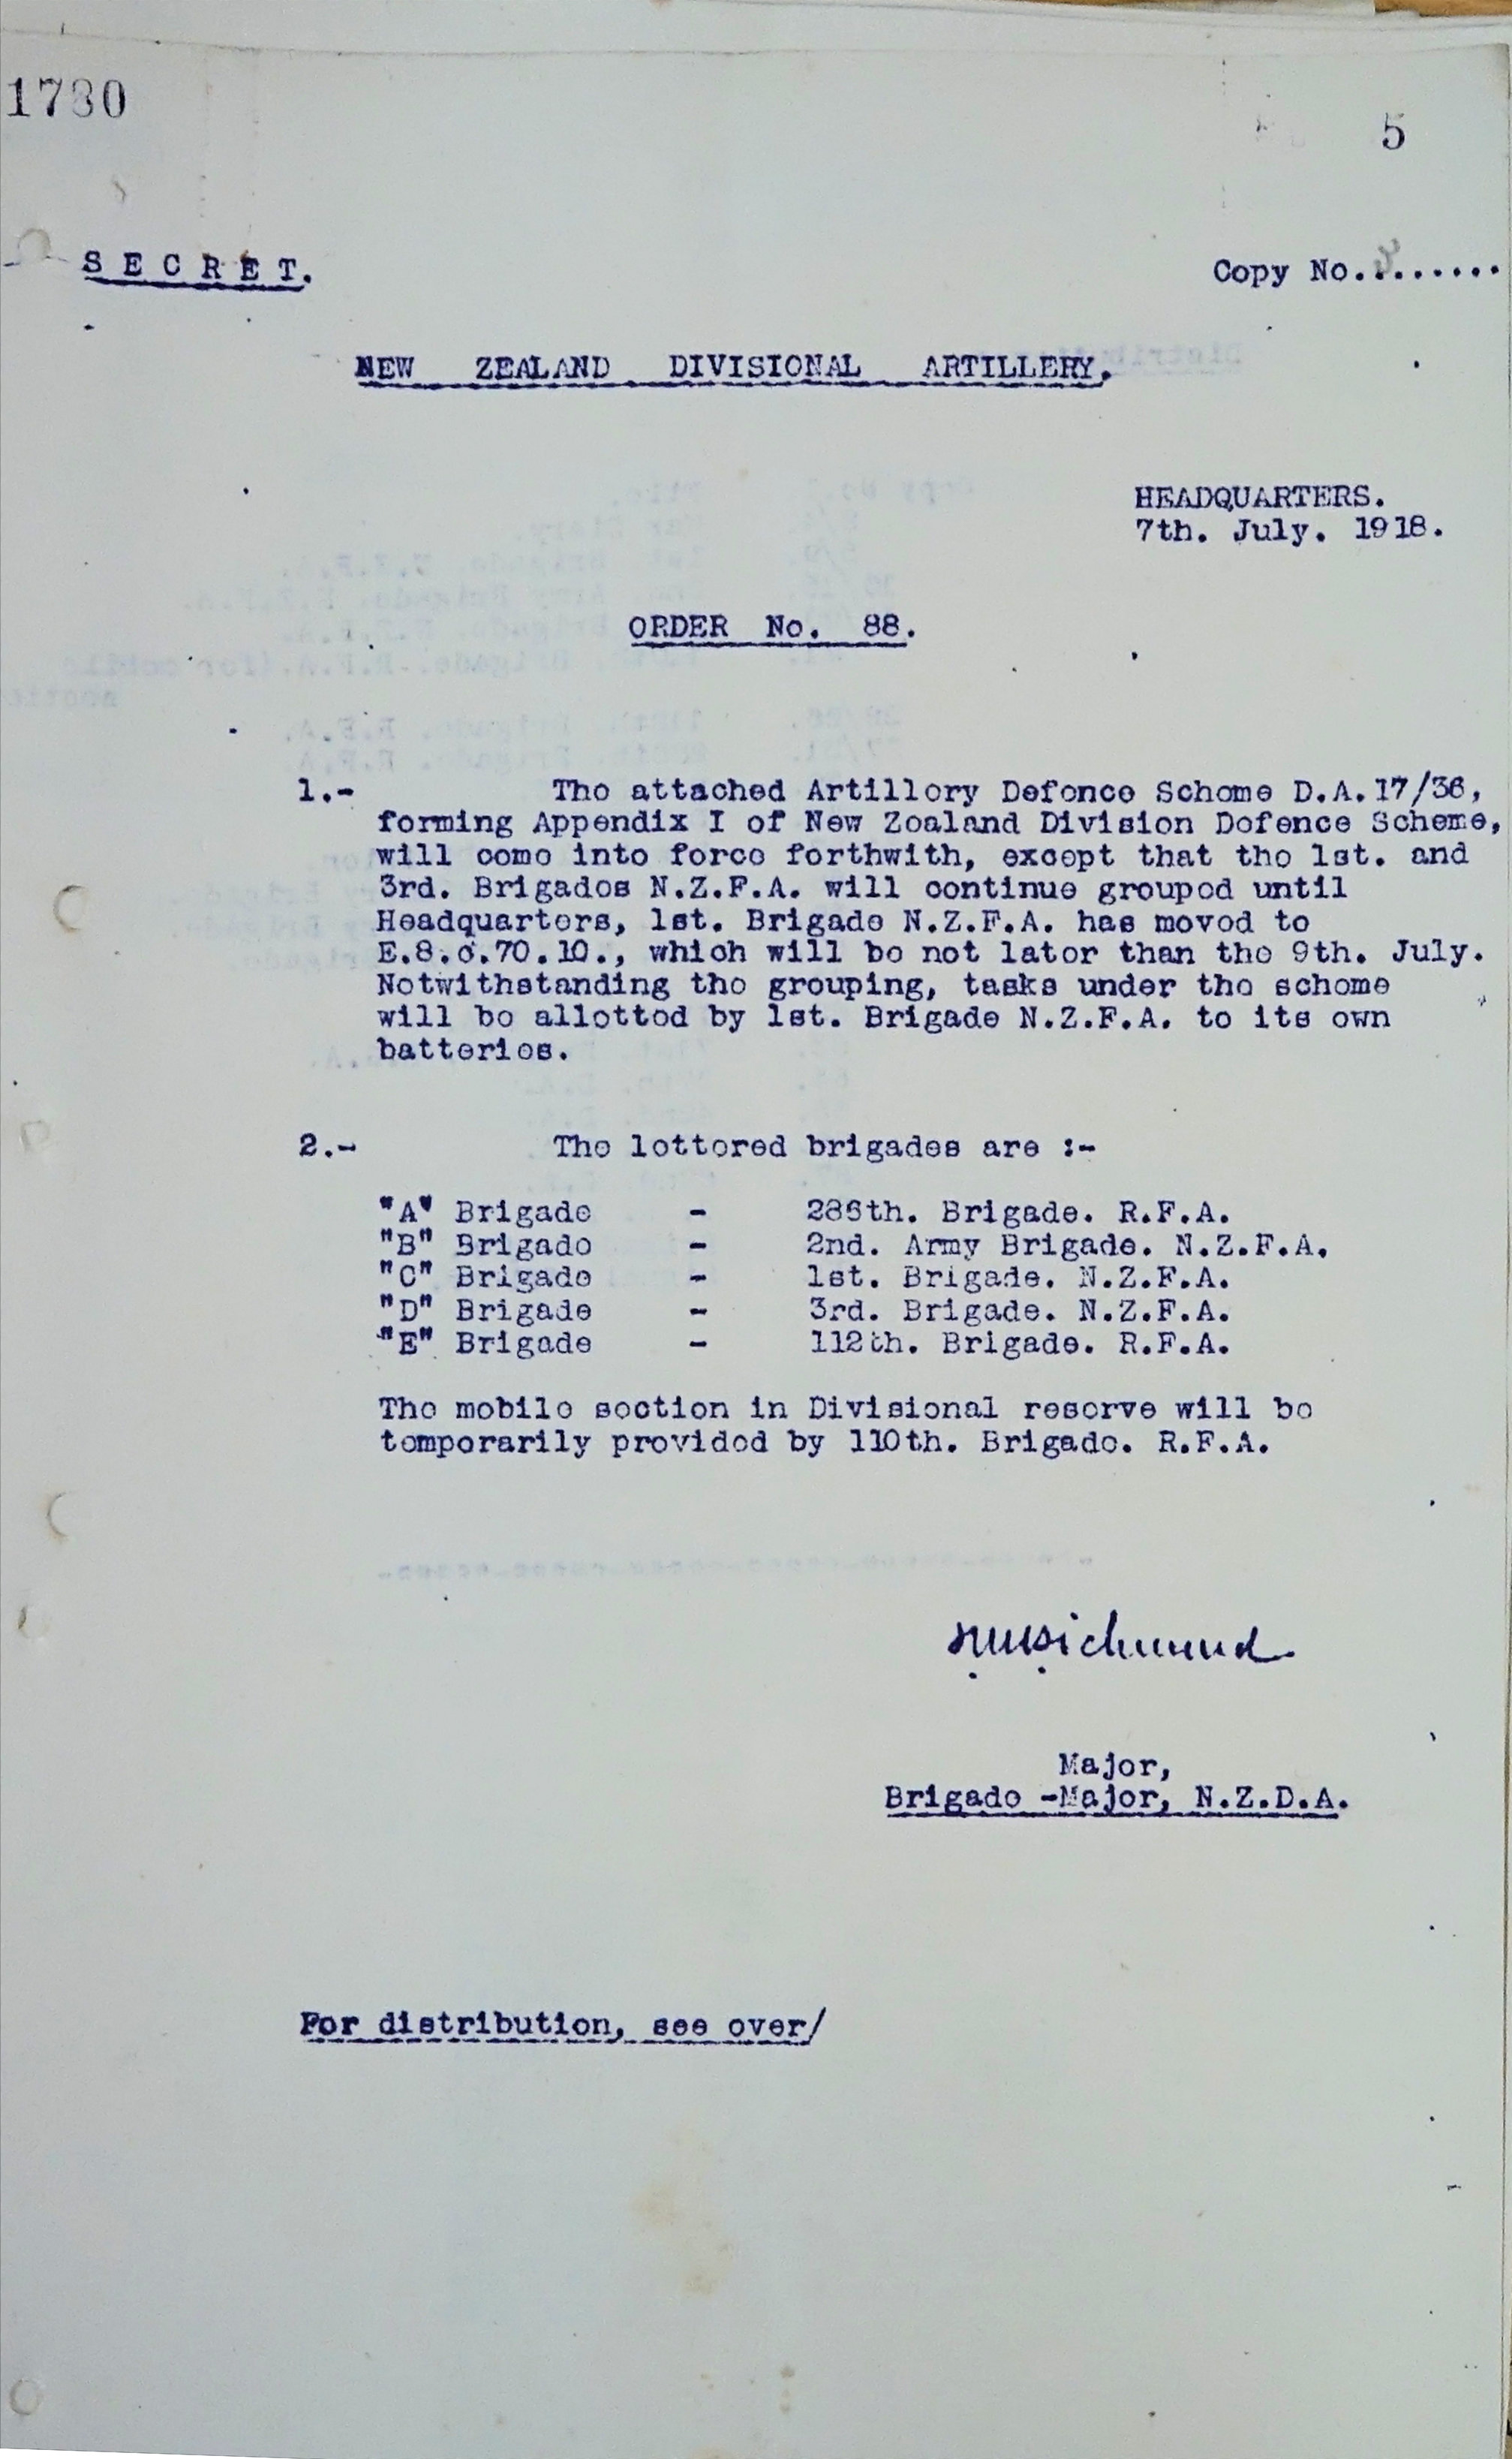 1730
5
SECRET.
Copy No.........
NEW ZEALAND DIVISIONAL ARTILLERY.
HEADQUARTERS.
7th. July. 1918.
ORDER No. 88.
1.- The attached Artillery Defence Scheme D.A.17/36,
forming Appendix I of New Zealand Division Defence Scheme,
will come into force forthwith, except that the 1st. and
3rd. Brigades N.Z.F.A. will continue grouped until
Headquarters, 1st. Brigade N.Z.F.A. has moved to
E.8.c.70.10., which will be not later than the 9th. July.
Notwithstanding the grouping, tasks under the scheme
will be allotted by 1st. Brigade N.Z.F.A. to its own
batteries.
2.- The lettered brigades are :-
"A" Brigade - 286th. Brigade. R.F.A.
"B" Brigade - 2nd. Army Brigade. N.Z.F.A.
"C" Brigade - 1st. Brigade. N.Z.F.A.
"D" Brigade - 3rd. Brigade. N.Z.F.A.
"E" Brigade - 112th. Brigade. R.F.A.
The mobile section in Divisional reserve will be
temporarily provided by 110th. Brigade. R.F.A.
Major,
Brigade -Major, N.Z.D.A.
For distribution, see over/